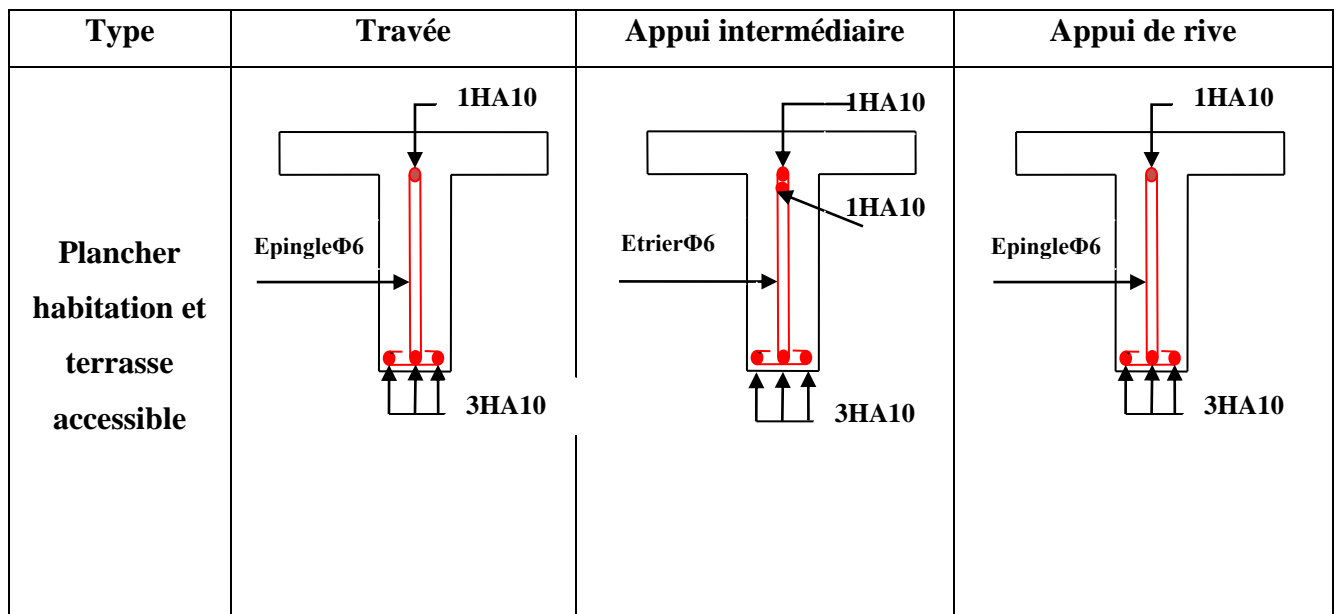 Type
Travée
Appui intermédiaire
Appui de rive
Plancher
habitation et
terrasse
accessible
1HA10
EpingleΦ6
3HA10
1HA10
1HA10
EtrierΦ6
3HA10
1HA10
EpingleΦ6
3HA10